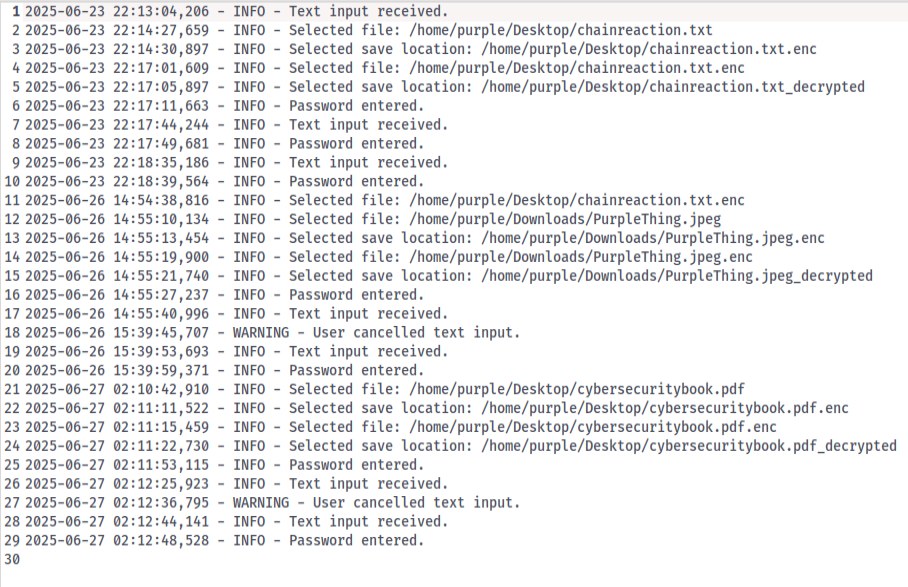 1 2025-06-23 22:13:04,206 - INFO - Text input received.
2 2025-06-23 22:14:27,659 - INFO - Selected file: /home/purple/Desktop/chainreaction.txt
3 2025-06-23 22:14:30,897 - INFO - Selected save location: /home/purple/Desktop/chainreaction.txt.enc
4 2025-06-23 22:17:01,609 - INFO - Selected file: /home/purple/Desktop/chainreaction.txt.enc
5 2025-06-23 22:17:05,897 - INFO - Selected save location: /home/purple/Desktop/chainreaction.txt_decrypted
6 2025-06-23 22:17:11,663 - INFO - Password entered.
7 2025-06-23 22:17:44,244 - INFO - Text input received.
8 2025-06-23 22:17:49,681 - INFO - Password entered.
9 2025-06-23 22:18:35,186 - INFO - Text input received.
10 2025-06-23 22:18:39,564 - INFO - Password entered.
11 2025-06-26 14:54:38,816 - INFO - Selected file: /home/purple/Desktop/chainreaction.txt.enc
12 2025-06-26 14:55:10,134 - INFO - Selected file: /home/purple/Downloads/PurpleThing.jpeg
13 2025-06-26 14:55:13,454 - INFO - Selected save location: /home/purple/Downloads/PurpleThing.jpeg.enc
14 2025-06-26 14:55:19,900 - INFO - Selected file: /home/purple/Downloads/PurpleThing.jpeg.enc
15 2025-06-26 14:55:21,740 - INFO - Selected save location: /home/purple/Downloads/PurpleThing.jpeg_decrypted
16 2025-06-26 14:55:27,237 - INFO - Password entered.
17 2025-06-26 14:55:40,996 - INFO - Text input received.
18 2025-06-26 15:39:45,707 - WARNING - User cancelled text input.
19 2025-06-26 15:39:53,693 - INFO - Text input received.
20 2025-06-26 15:39:59,371 - INFO - Password entered.
21 2025-06-27 02:10:42,910 - INFO - Selected file: /home/purple/Desktop/cybersecuritybook.pdf
22 2025-06-27 02:11:11,522 - INFO - Selected save location: /home/purple/Desktop/cybersecuritybook.pdf.enc
23 2025-06-27 02:11:15,459 - INFO - Selected file: /home/purple/Desktop/cybersecuritybook.pdf.enc
24 2025-06-27 02:11:22,730 - INFO - Selected save location: /home/purple/Desktop/cybersecuritybook.pdf_decrypted
25 2025-06-27 02:11:53,115 - INFO - Password entered.
26 2025-06-27 02:12:25,923 - INFO - Text input received.
27 2025-06-27 02:12:36,795 - WARNING - User cancelled text input.
28 2025-06-27 02:12:44,141 - INFO - Text input received.
29 2025-06-27 02:12:48,528 - INFO - Password entered.
30